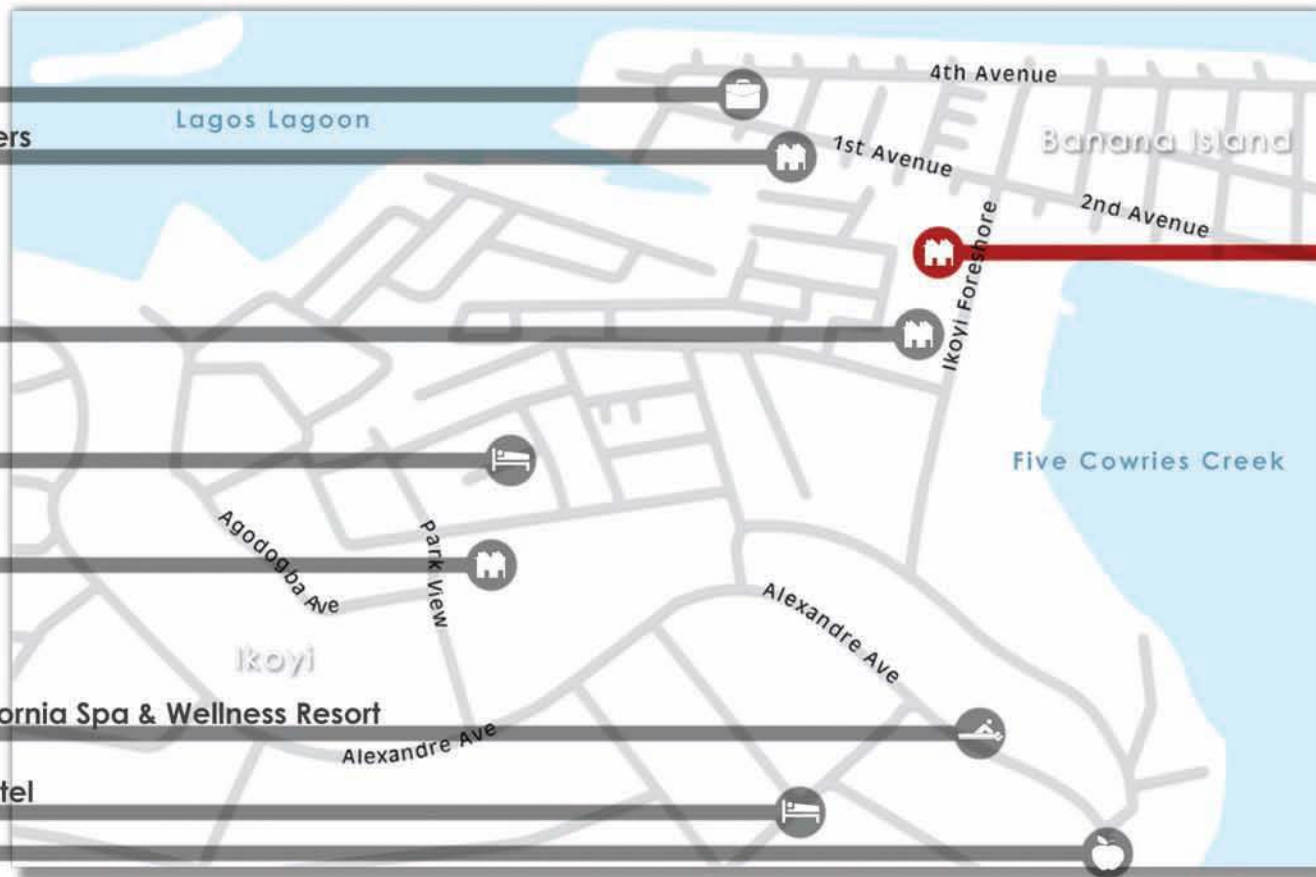 4th Avenue
Lagos Lagoon
ers
1st Avenue
Banana Island
2nd Avenue
Ikoyi Foreshore
Five Cowries Creek
Agodogba Ave
Park View
Alexandre Ave
Ikoyi
ornia Spa & Wellness Resort
Alexandre Ave
tel